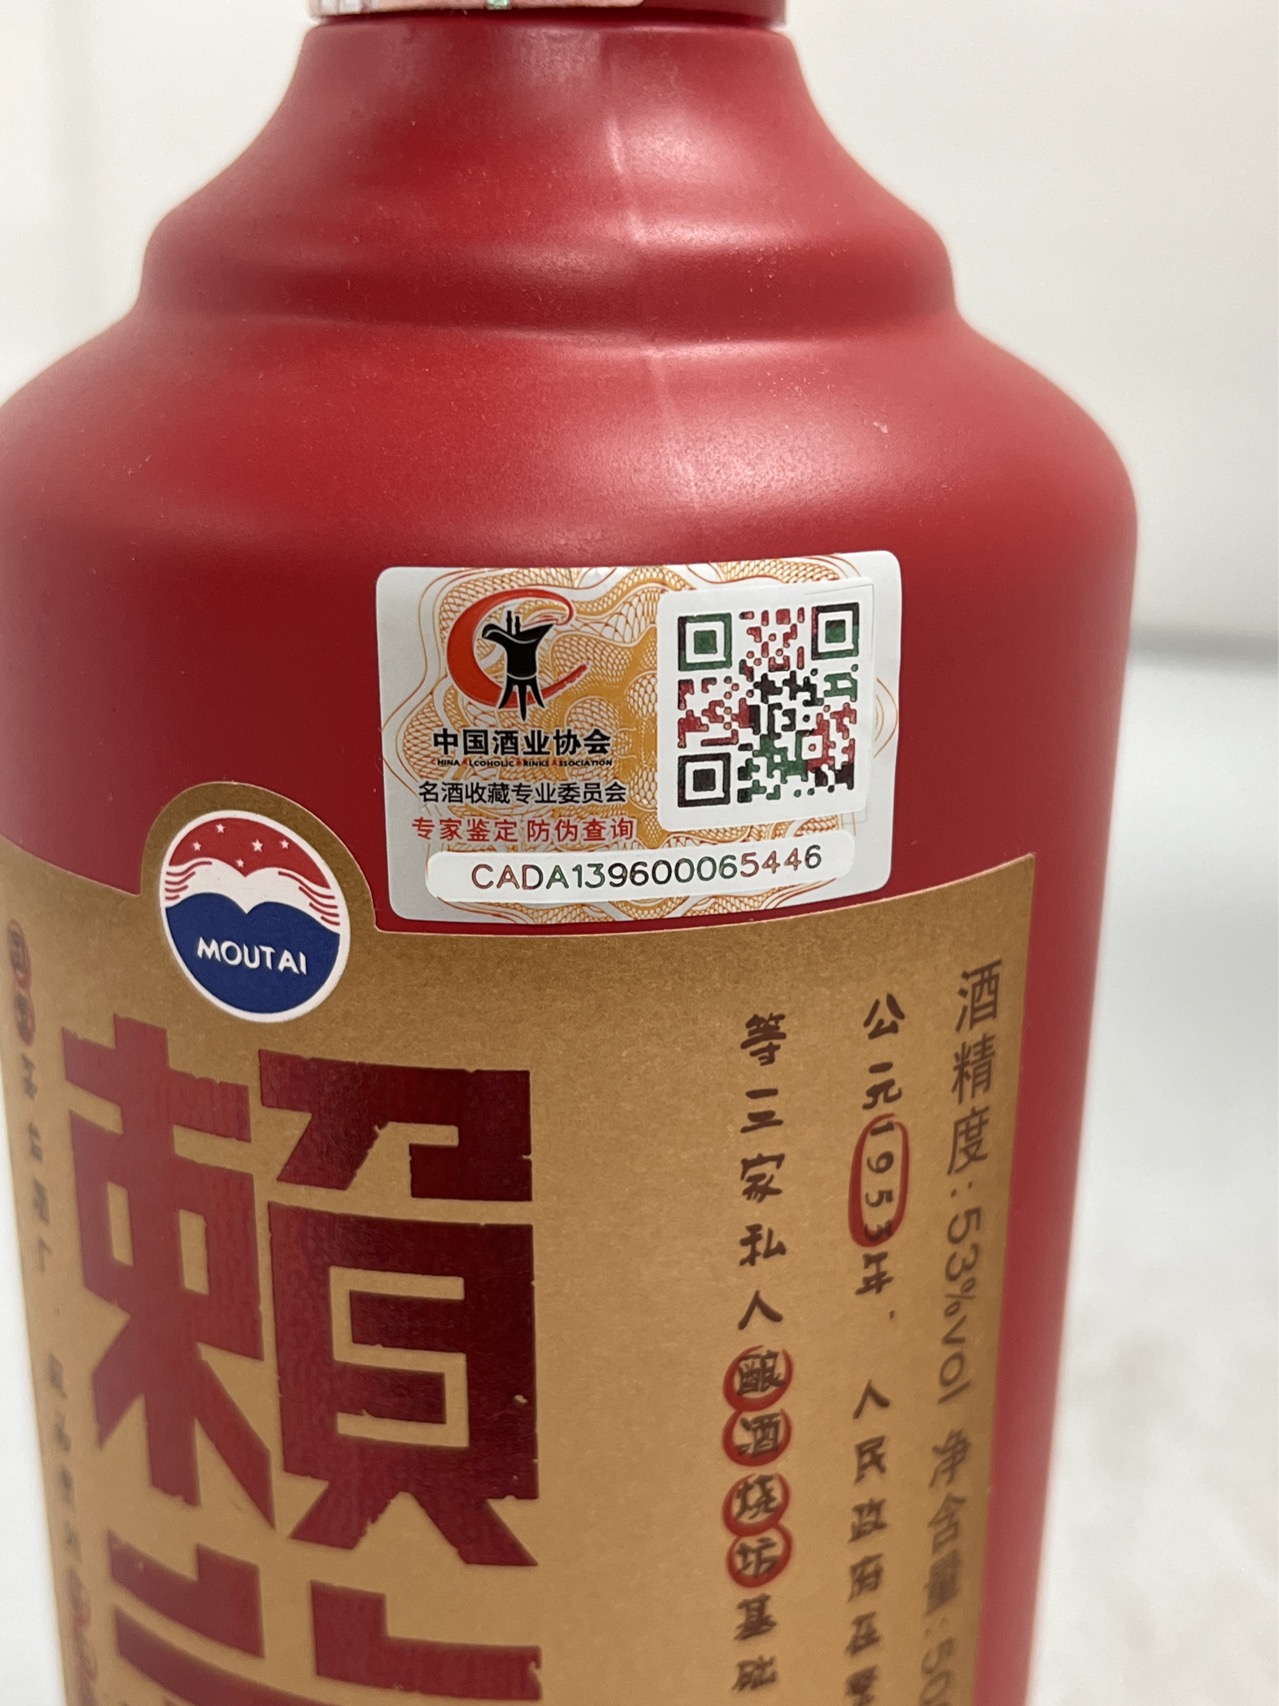 中国酒业协会
CHINA ALCOHOLIC DRINKS ASSOCIATION
名酒收藏专业委员会
专家鉴定 防伪查询
CADA139600065446
MOUTAI
酒精度:53%vol 净含量:50
公元1953年,人民政府在
等三家私人酿酒烧坊基础
賴